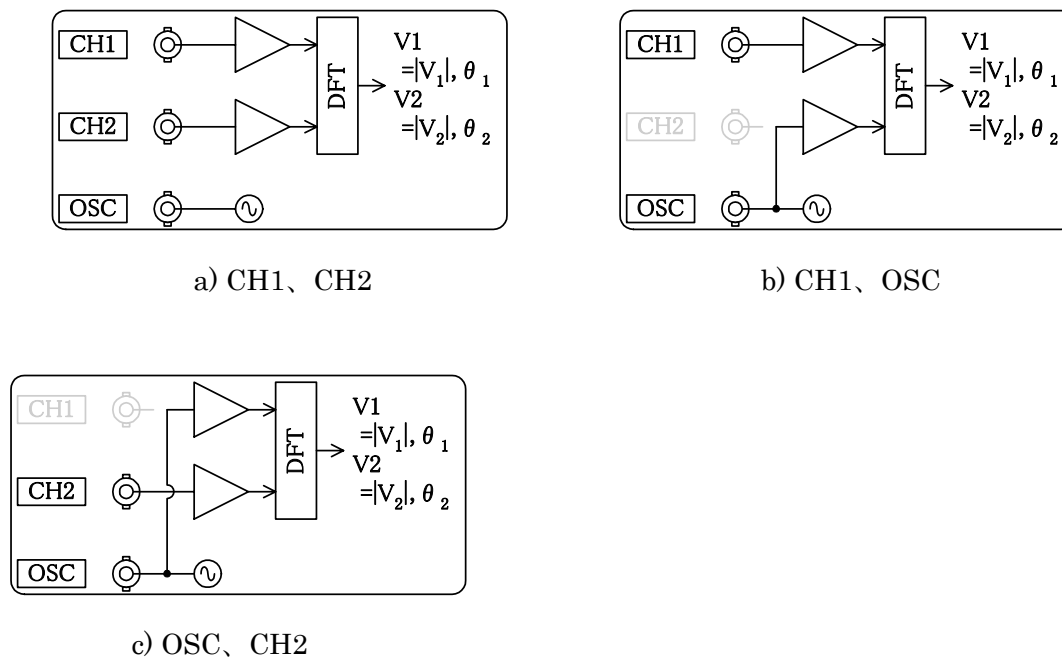 CH1
CH2
OSC
DFT
V1
=|V₁|, θ₁
V2
=|V₂|, θ₂
a) CH1、CH2
CH1
CH2
OSC
DFT
V1
=|V₁|, θ₁
V2
=|V₂|, θ₂
b) CH1、OSC
CH1
CH2
OSC
DFT
V1
=|V₁|, θ₁
V2
=|V₂|, θ₂
c) OSC、CH2